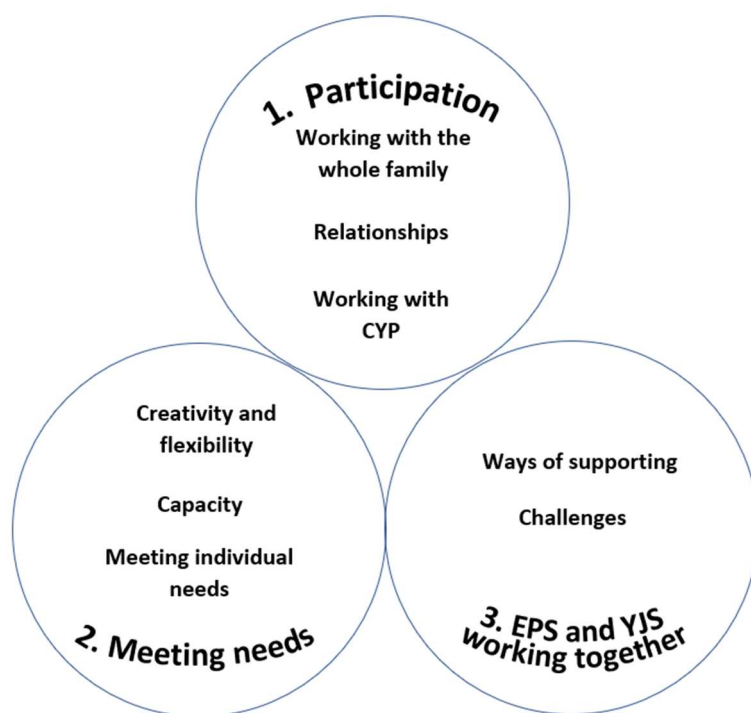 1. Participation
Working with the
whole family
Relationships
Working with
CYP
Creativity and
flexibility
Capacity
Meeting individual
needs
2. Meeting needs
Ways of supporting
Challenges
3. EPS and YJS
working together